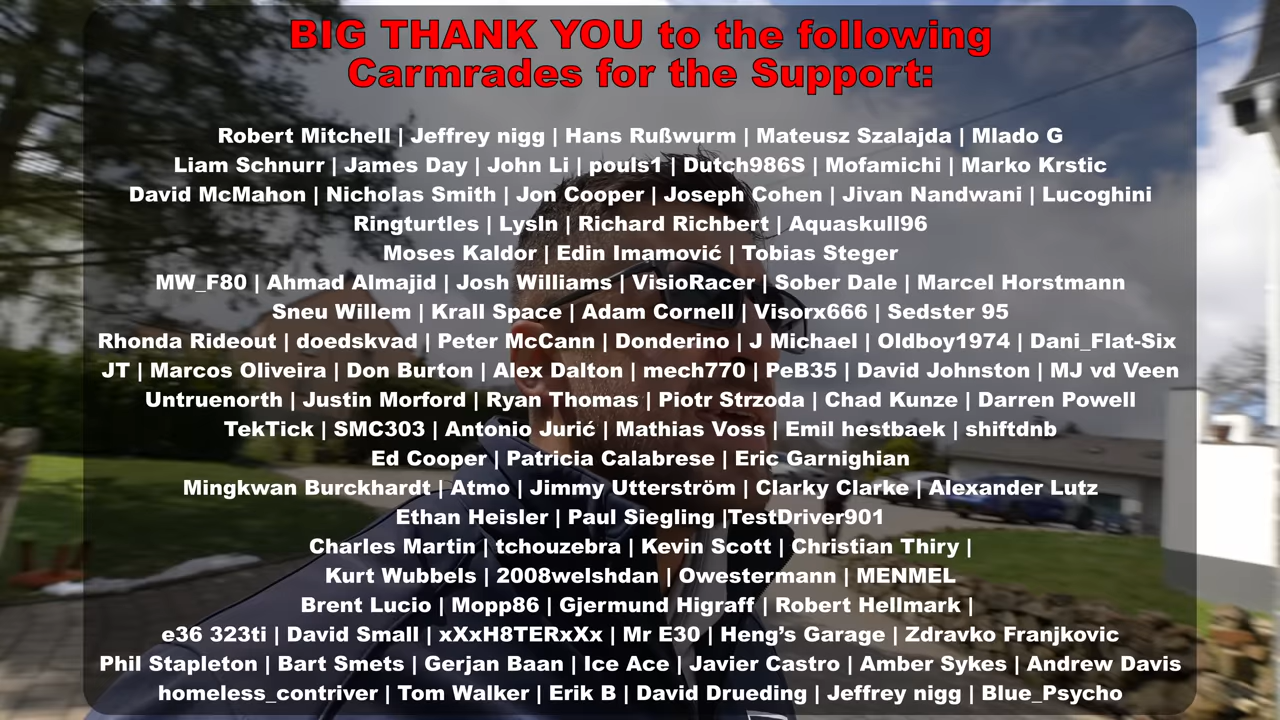 BIG THANK YOU to the following
Carmrades for the Support:
Robert Mitchell | Jeffrey nigg | Hans Rußwurm | Mateusz Szalajda | Mlado G
Liam Schnurr | James Day | John Li | pouls1 | Dutch986S | Mofamichi | Marko Krstic
David McMahon | Nicholas Smith | Jon Cooper | Joseph Cohen | Jivan Nandwani | Lucoghini
Ringturtles | Lysln | Richard Richbert | Aquaskull96
Moses Kaldor | Edin Imamović | Tobias Steger
MW_F80 | Ahmad Almajid | Josh Williams | VisioRacer | Sober Dale | Marcel Horstmann
Sneu Willem | Krall Space | Adam Cornell | Visorx666 | Sedster 95
Rhonda Rideout | doedskvad | Peter McCann | Donderino | J Michael | Oldboy1974 | Dani_Flat-Six
JT | Marcos Oliveira | Don Burton | Alex Dalton | mech770 | PeB35 | David Johnston | MJ vd Veen
Untruenorth | Justin Morford | Ryan Thomas | Piotr Strzoda | Chad Kunze | Darren Powell
TekTick | SMC303 | Antonio Jurić | Mathias Voss | Emil hestbaek | shiftdnb
Ed Cooper | Patricia Calabrese | Eric Garnighian
Mingkwan Burckhardt | Atmo | Jimmy Utterström | Clarky Clarke | Alexander Lutz
Ethan Heisler | Paul Siegling |TestDriver901
Charles Martin | tchouzebra | Kevin Scott | Christian Thiry |
Kurt Wubbels | 2008welshdan | Owestermann | MENMEL
Brent Lucio | Mopp86 | Gjermund Higraff | Robert Hellmark |
e36 323ti | David Small | xXxH8TERxXx | Mr E30 | Heng’s Garage | Zdravko Franjkovic
Phil Stapleton | Bart Smets | Gerjan Baan | Ice Ace | Javier Castro | Amber Sykes | Andrew Davis
homeless_contriver | Tom Walker | Erik B | David Drueding | Jeffrey nigg | Blue_Psycho